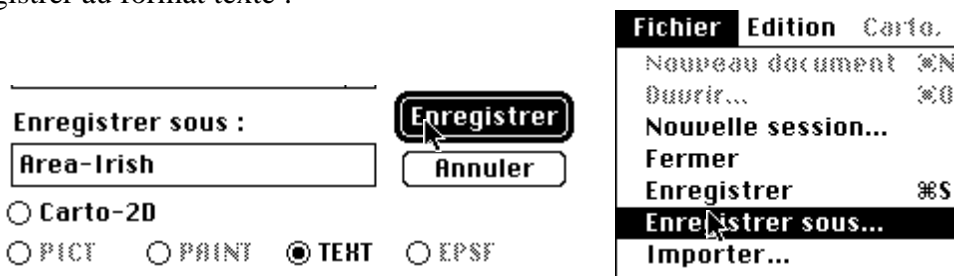 gistrer au format texte :
Enregistrer sous :
Area-Irish
Enregistrer
Annuler
Carto-2D
PICT PAINT TEXT EPSF
Fichier Edition Carto.
Nouveau document ⌘N
Ouvrir... ⌘O
Nouvelle session...
Fermer
Enregistrer ⌘S
Enregistrer sous...
Importer...